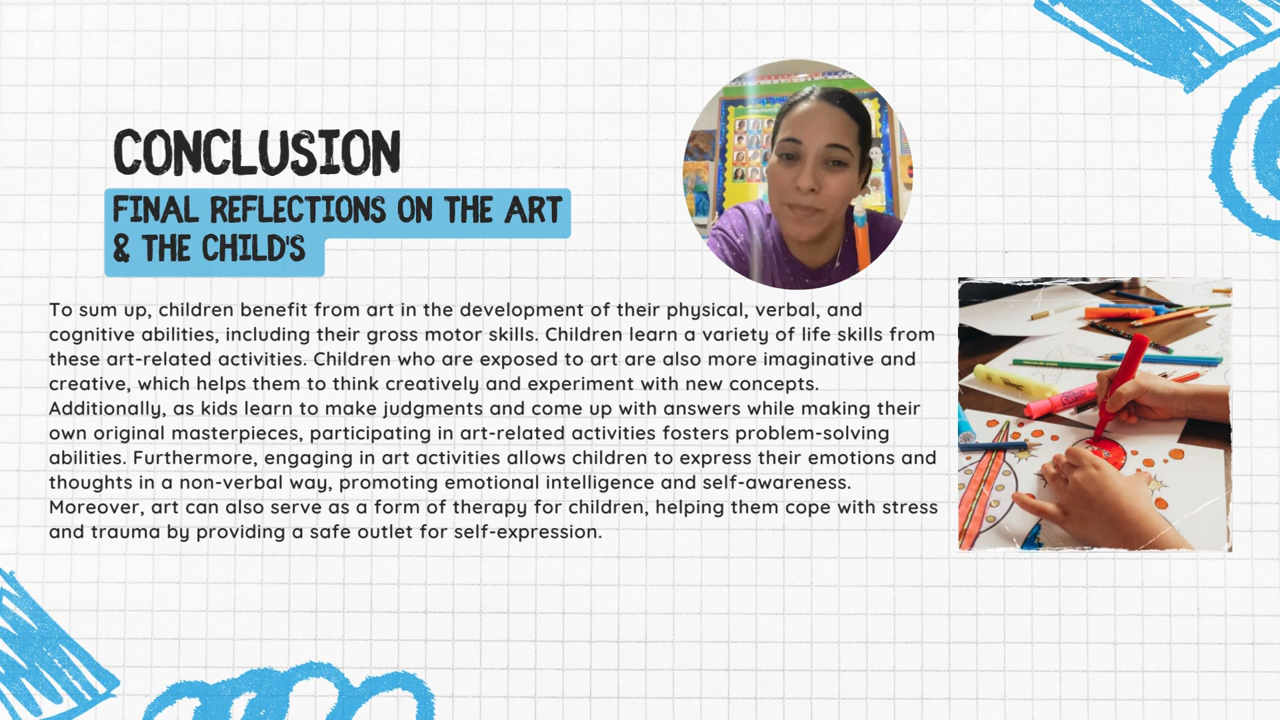 CONCLUSION
FINAL REFLECTIONS ON THE ART
& THE CHILD'S
To sum up, children benefit from art in the development of their physical, verbal, and
cognitive abilities, including their gross motor skills. Children learn a variety of life skills from
these art-related activities. Children who are exposed to art are also more imaginative and
creative, which helps them to think creatively and experiment with new concepts.
Additionally, as kids learn to make judgments and come up with answers while making their
own original masterpieces, participating in art-related activities fosters problem-solving
abilities. Furthermore, engaging in art activities allows children to express their emotions and
thoughts in a non-verbal way, promoting emotional intelligence and self-awareness.
Moreover, art can also serve as a form of therapy for children, helping them cope with stress
and trauma by providing a safe outlet for self-expression.